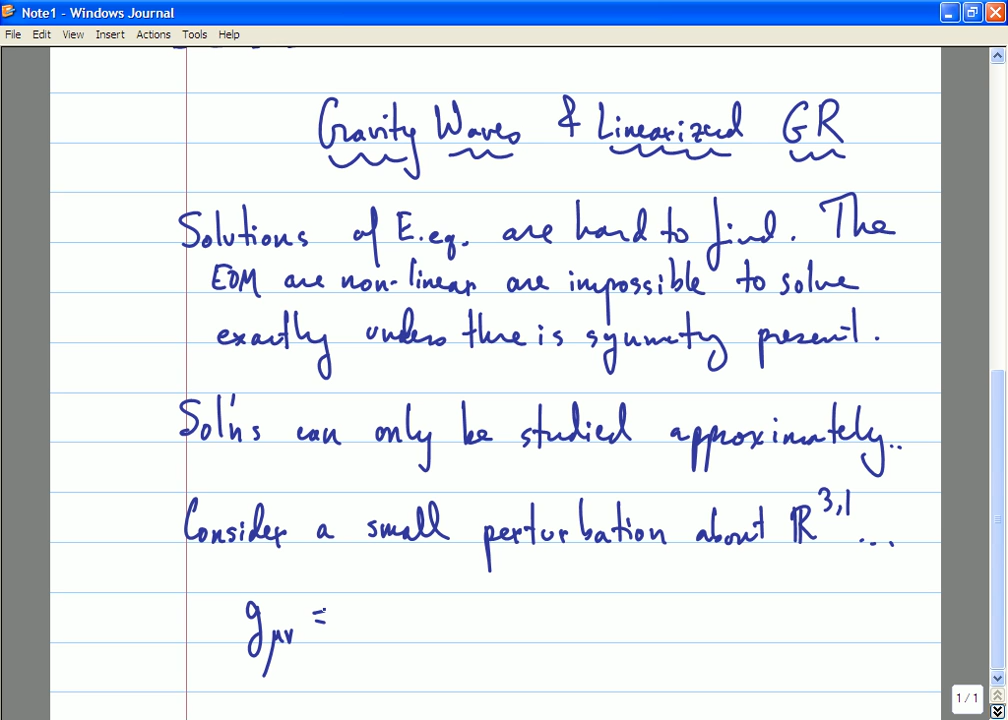 Note1 - Windows Journal
File Edit View Insert Actions Tools Help
Gravity Waves & Linearized GR
Solutions of E.eq. are hard to find. The
EOM are non-linear are impossible to solve
exactly unless there is symmetry present.
Sol'ns can only be studied approximately..
Consider a small perturbation about ℝ^3,1 ...
g_μν =
1/1